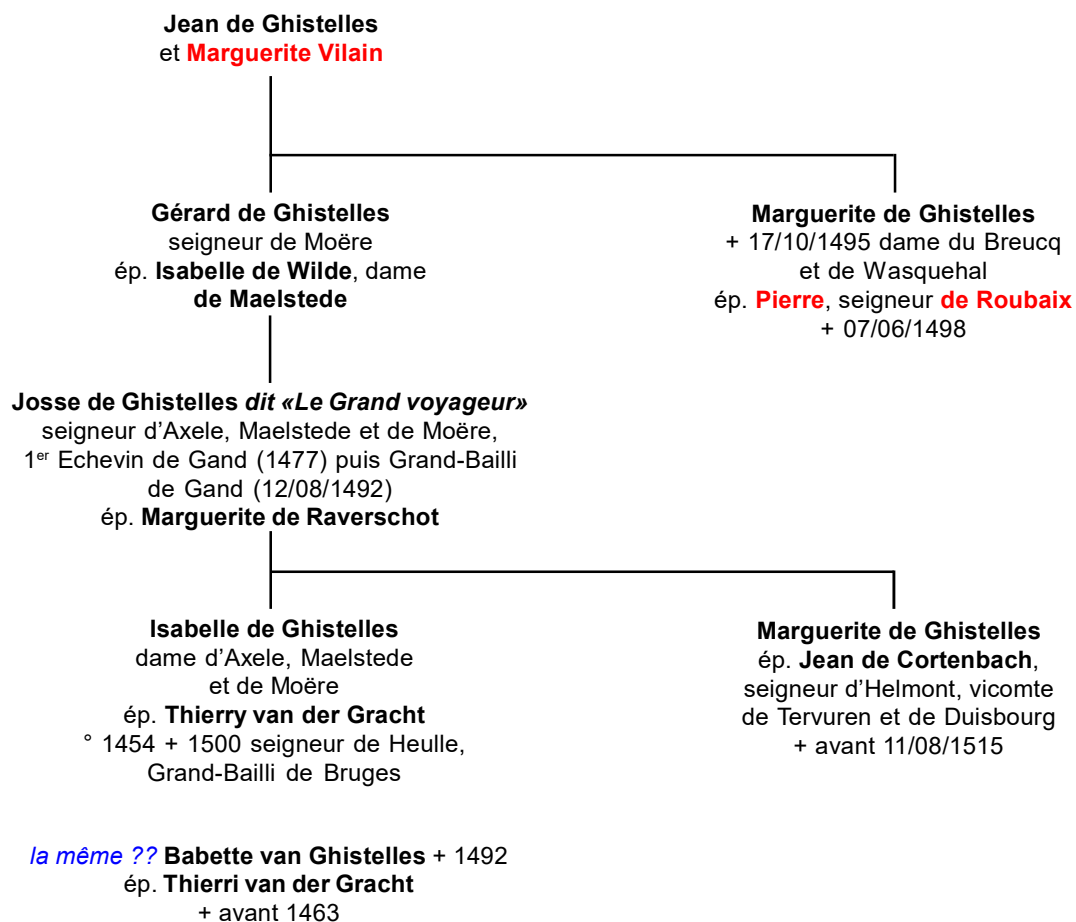 Jean de Ghistelles
et Marguerite Vilain
Gérard de Ghistelles
seigneur de Moëre
ép. Isabelle de Wilde, dame
de Maelstede
Marguerite de Ghistelles
+ 17/10/1495 dame du Breucq
et de Wasquehal
ép. Pierre, seigneur de Roubaix
+ 07/06/1498
Josse de Ghistelles dit «Le Grand voyageur»
seigneur d'Axele, Maelstede et de Moëre,
1er Echevin de Gand (1477) puis Grand-Bailli
de Gand (12/08/1492)
ép. Marguerite de Raverschot
Isabelle de Ghistelles
dame d'Axele, Maelstede
et de Moëre
ép. Thierry van der Gracht
° 1454 + 1500 seigneur de Heulle,
Grand-Bailli de Bruges
Marguerite de Ghistelles
ép. Jean de Cortenbach,
seigneur d'Helmont, vicomte
de Tervuren et de Duisbourg
+ avant 11/08/1515
la même ?? Babette van Ghistelles + 1492
ép. Thierri van der Gracht
+ avant 1463